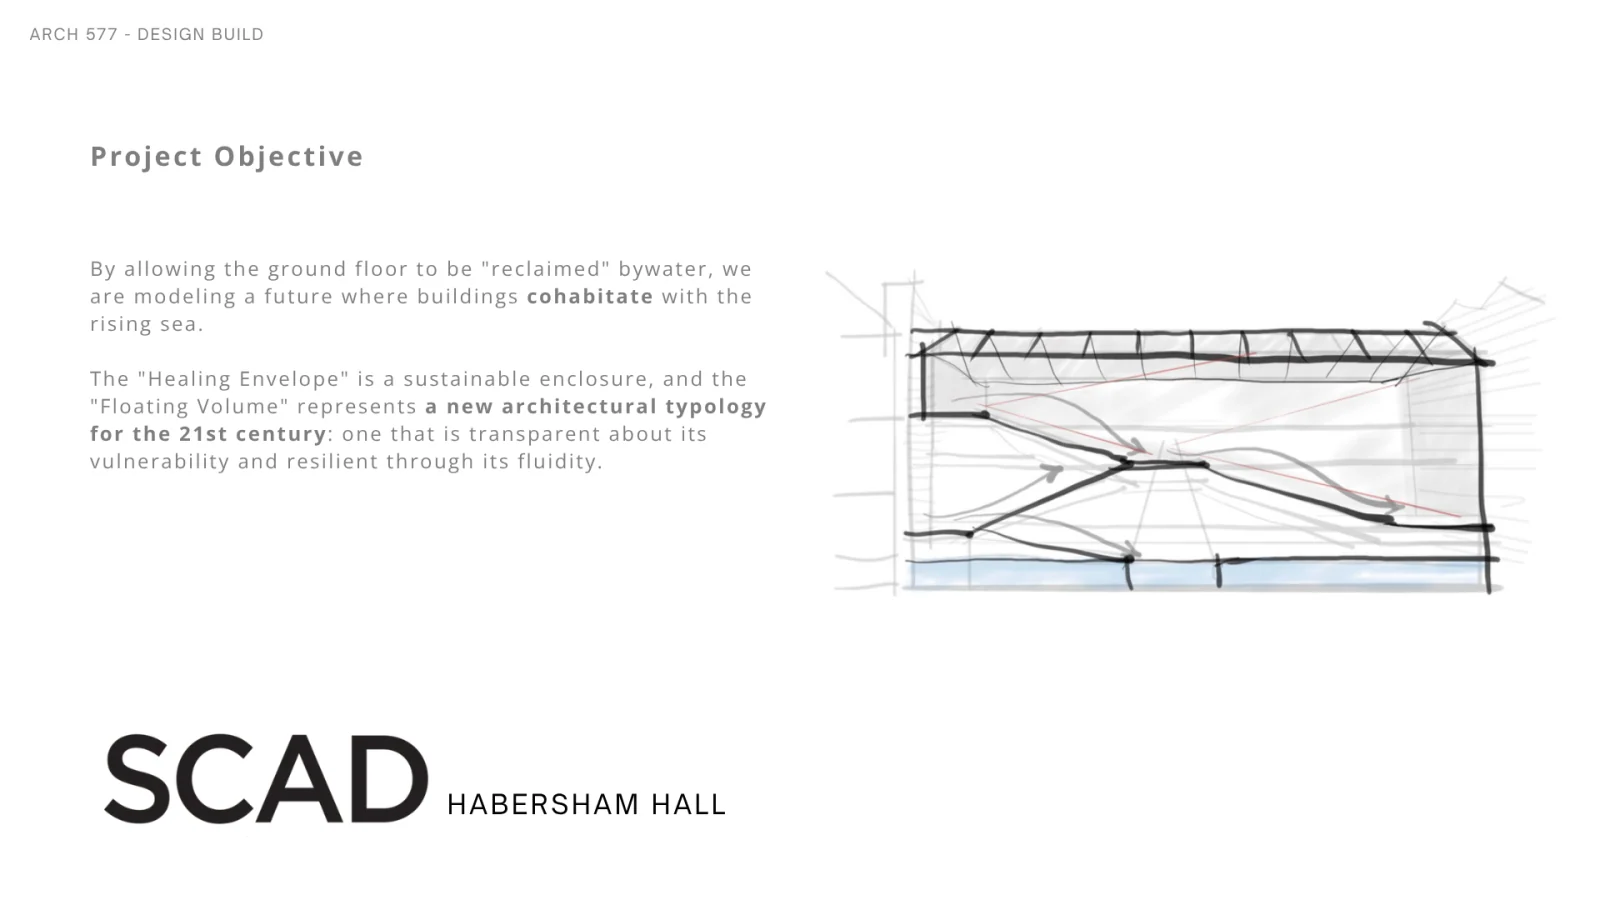 ARCH 577 - DESIGN BUILD
Project Objective
By allowing the ground floor to be "reclaimed" bywater, we
are modeling a future where buildings cohabitate with the
rising sea.
The "Healing Envelope" is a sustainable enclosure, and the
"Floating Volume" represents a new architectural typology
for the 21st century: one that is transparent about its
vulnerability and resilient through its fluidity.
SCAD HABERSHAM HALL